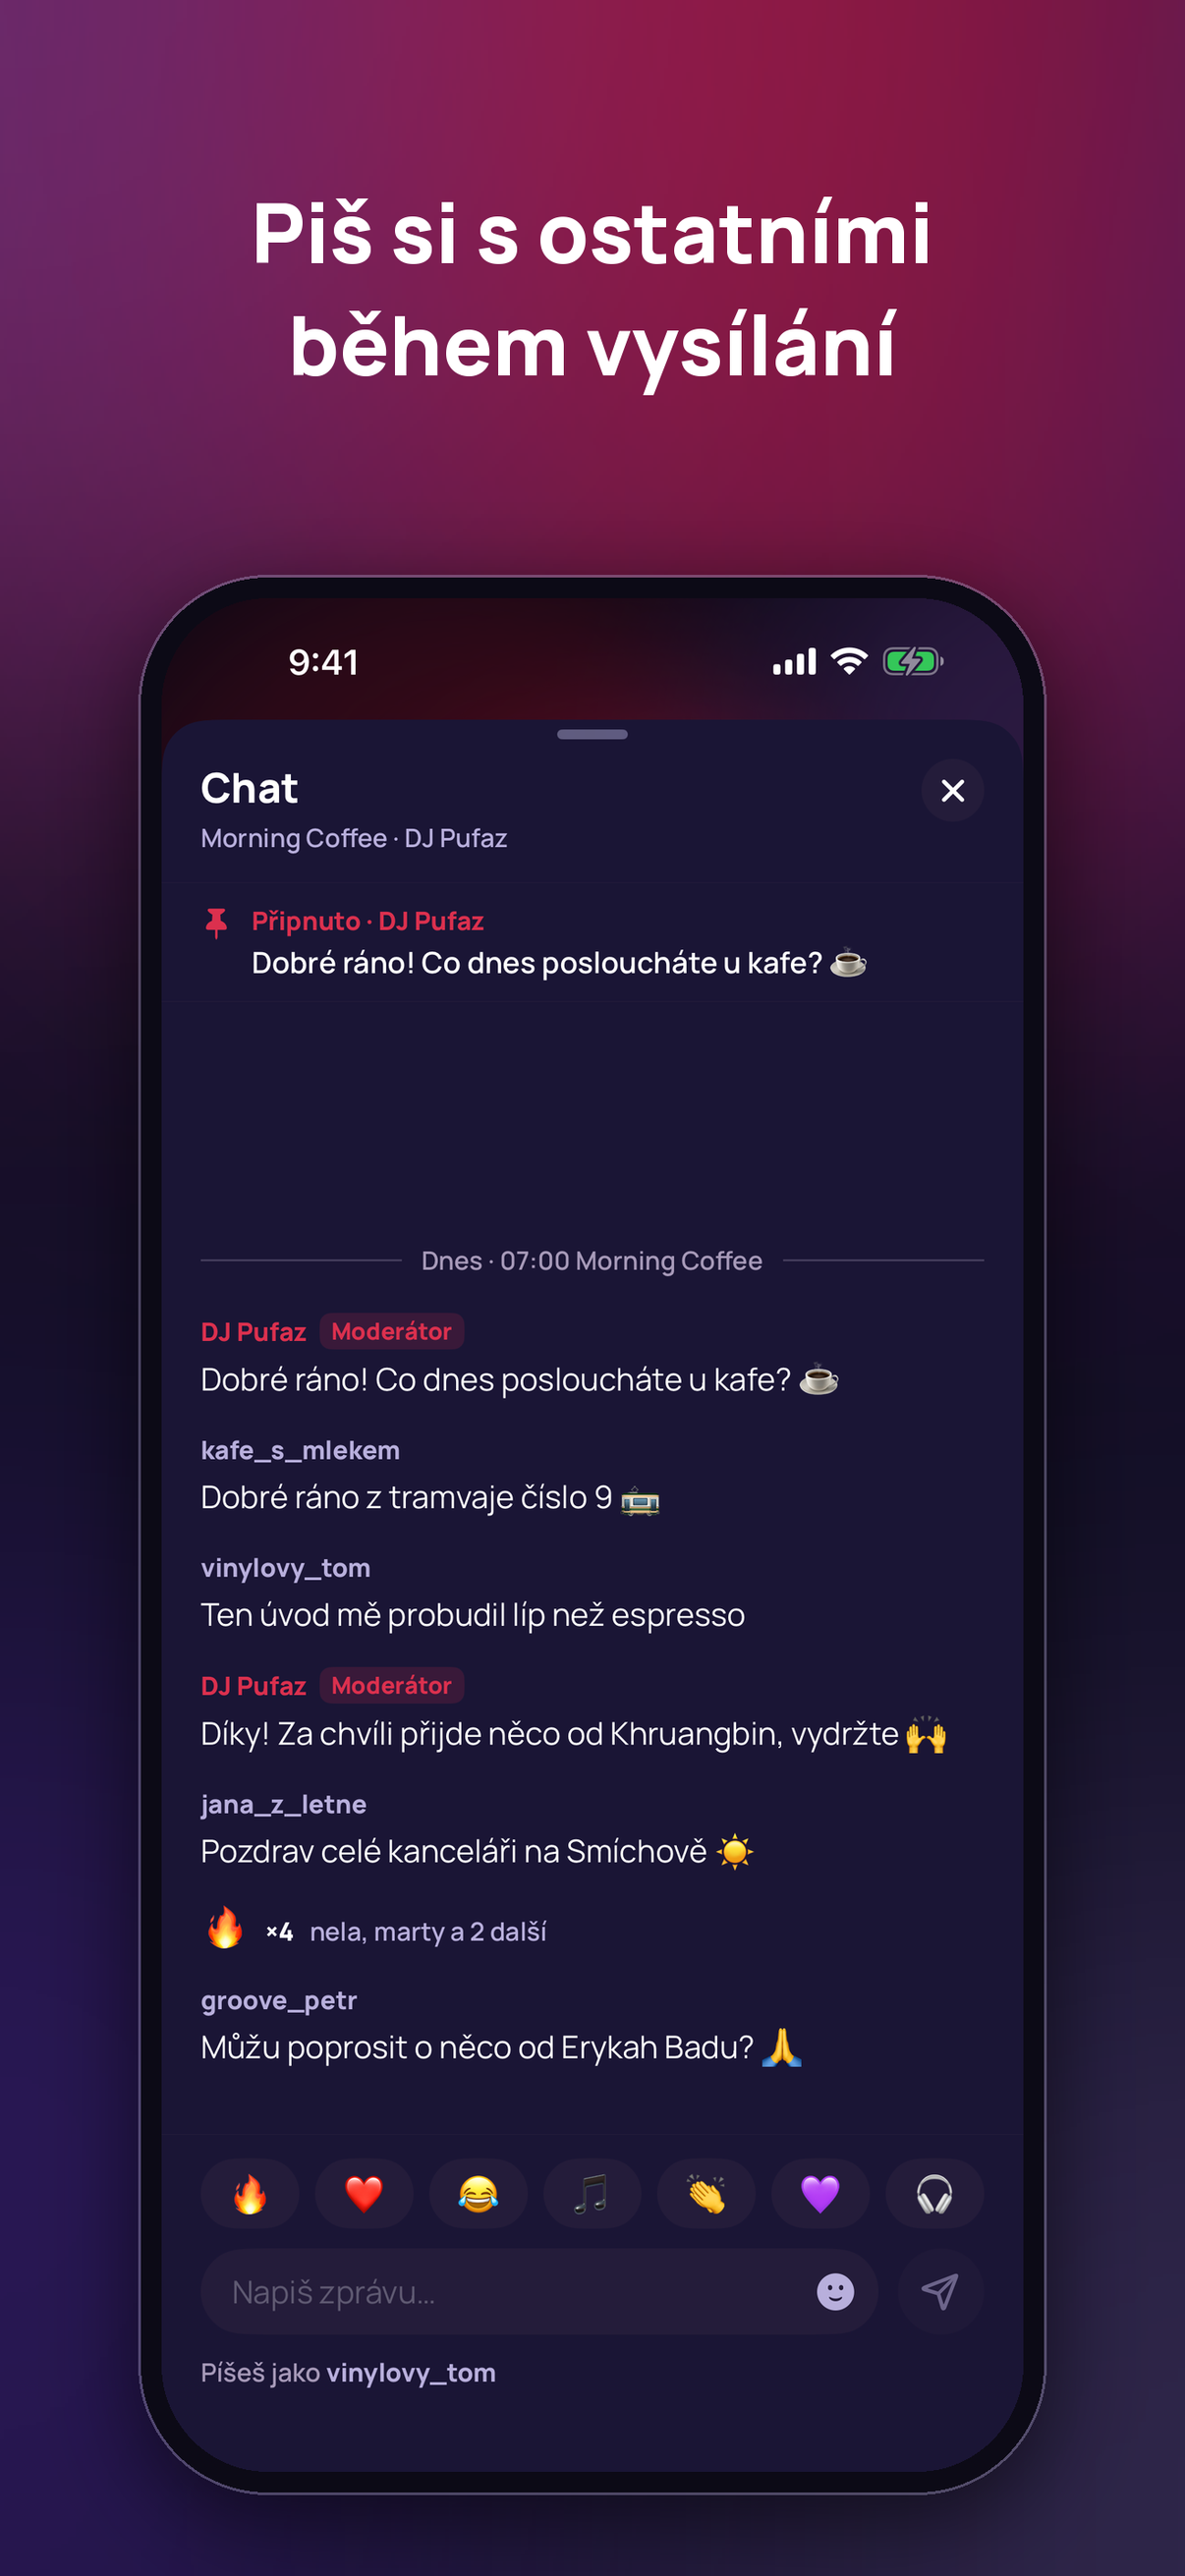 Piš si s ostatními
během vysílání
9:41
Chat
Morning Coffee · DJ Pufaz
Připnuto · DJ Pufaz
Dobré ráno! Co dnes posloucháte u kafe? ☕
Dnes · 07:00 Morning Coffee
DJ Pufaz Moderátor
Dobré ráno! Co dnes posloucháte u kafe? ☕
kafe_s_mlekem
Dobré ráno z tramvaje číslo 9 🚋
vinylovy_tom
Ten úvod mě probudil líp než espresso
DJ Pufaz Moderátor
Díky! Za chvíli přijde něco od Khruangbin, vydržte 🙌
jana_z_letne
Pozdrav celé kanceláři na Smíchově ☀️
🔥 ×4 nela, marty a 2 další
groove_petr
Můžu poprosit o něco od Erykah Badu? 🙏
🔥 ❤️ 😂 🎵 👏 💜 🎧
Napiš zprávu…
Píšeš jako vinylovy_tom